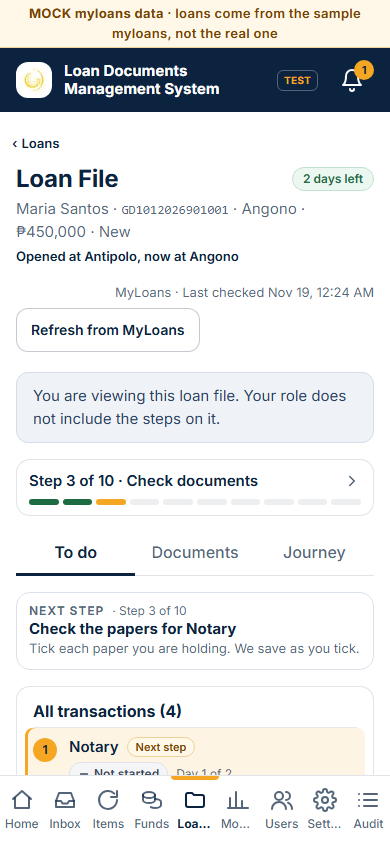 MOCK myloans data · loans come from the sample
myloans, not the real one
Loan Documents
Management System
TEST
1
‹ Loans
Loan File
2 days left
Maria Santos · GD1012026901001 · Angono ·
₱450,000 · New
Opened at Antipolo, now at Angono
MyLoans · Last checked Nov 19, 12:24 AM
Refresh from MyLoans
You are viewing this loan file. Your role does
not include the steps on it.
Step 3 of 10 · Check documents
To do
Documents
Journey
NEXT STEP · Step 3 of 10
Check the papers for Notary
Tick each paper you are holding. We save as you tick.
All transactions (4)
1
Notary
Next step
– Not started
Day 1 of 2
Home
Inbox
Items
Funds
Loa...
Mo...
Users
Sett...
Audit